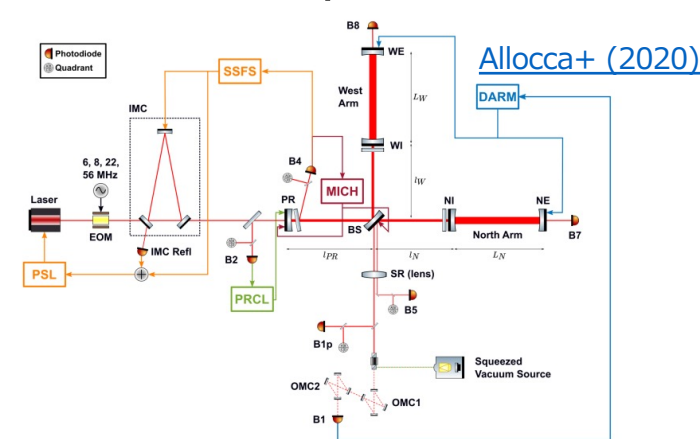 B8
Photodiode
Quadrant
SSFS
WE
Allocca+ (2020)
IMC
West
Arm
L_W
DARM
WI
6, 8, 22,
56 MHz
B4
l_W
Laser
MICH
PR
NI
NE
EOM
BS
IMC Refl
North Arm
B7
B2
l_PR
l_N
L_N
PSL
SR (lens)
PRCL
B5
B1p
Squeezed
Vacuum Source
OMC2
OMC1
B1